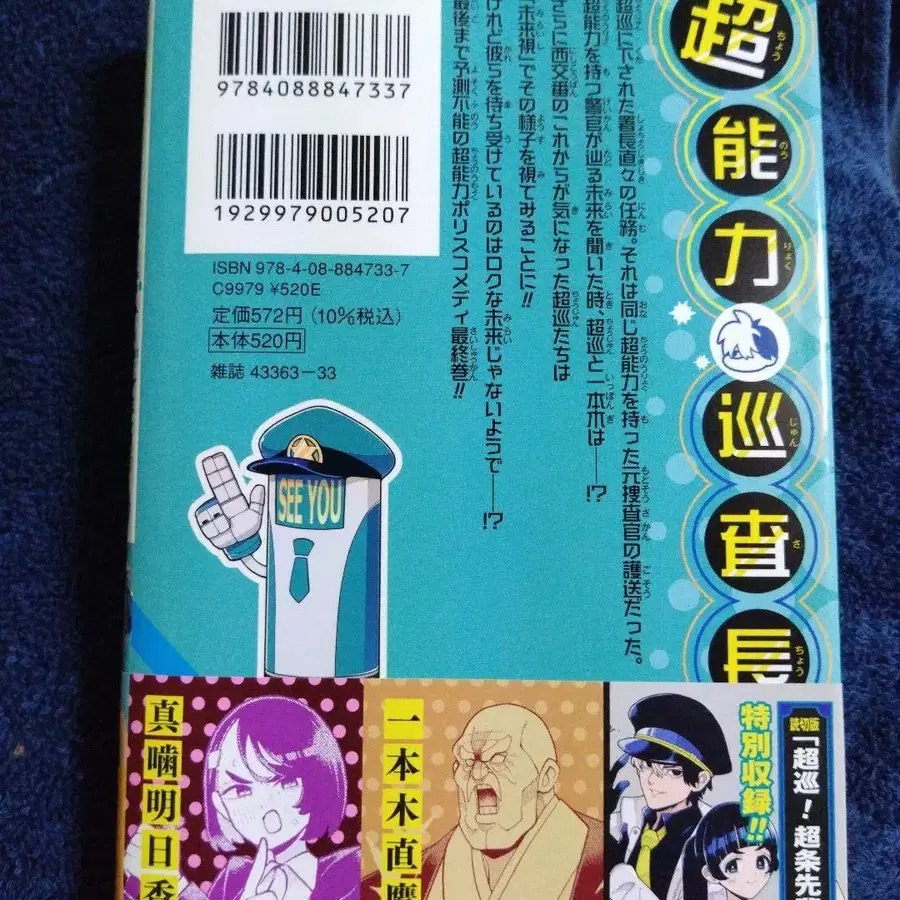 超能力巡査長
超巡に下された署長直々の任務。それは同じ超能力を持った元捜査官の護送だった。
超能力を持つ警官が辿る未来を聞いた時、超巡と一本木は――!?
さらに西交番のこれからが気になった超巡たちは
「未来視」でその様子を視てみることに!!
けれど彼らを待ち受けているのはロクな未来じゃないようで――!?
最後まで予測不能の超能力ポリスコメディ最終巻!!
9784088847337
1929979005207
ISBN 978-4-08-884733-7
C9979 ¥520E
定価572円(10%税込)
本体520円
雑誌 43363-33
SEE YOU
読切版
「超巡!超条先
特別収録!!
一本木直
真噛明日香